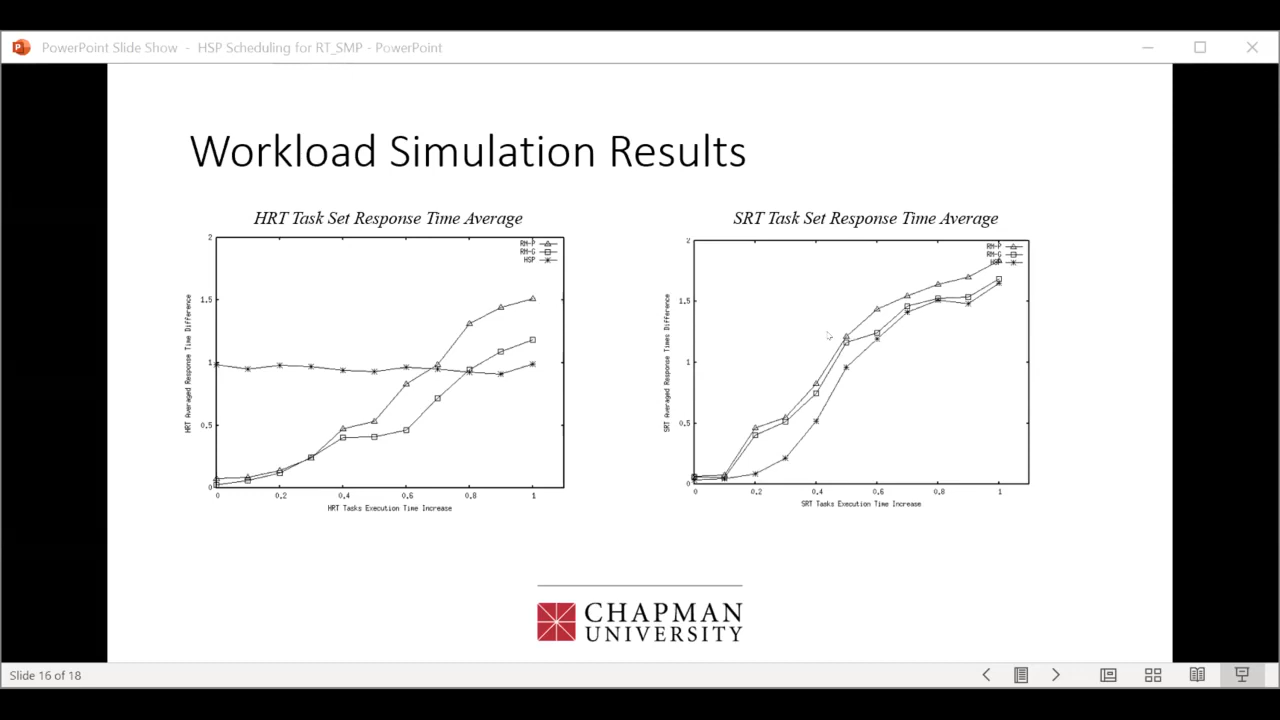 PowerPoint Slide Show - HSP Scheduling for RT_SMP - PowerPoint
Workload Simulation Results
HRT Task Set Response Time Average
2
1.5
1
0.5
0
RM-P
RM-G
HSP
HRT Averaged Response Time Difference
0 0.2 0.4 0.6 0.8 1
HRT Tasks Execution Time Increase
SRT Task Set Response Time Average
2
1.5
1
0.5
0
RM-P
RM-G
HSP
SRT Averaged Response Times Difference
0 0.2 0.4 0.6 0.8 1
SRT Tasks Execution Time Increase
CHAPMAN
UNIVERSITY
Slide 16 of 18